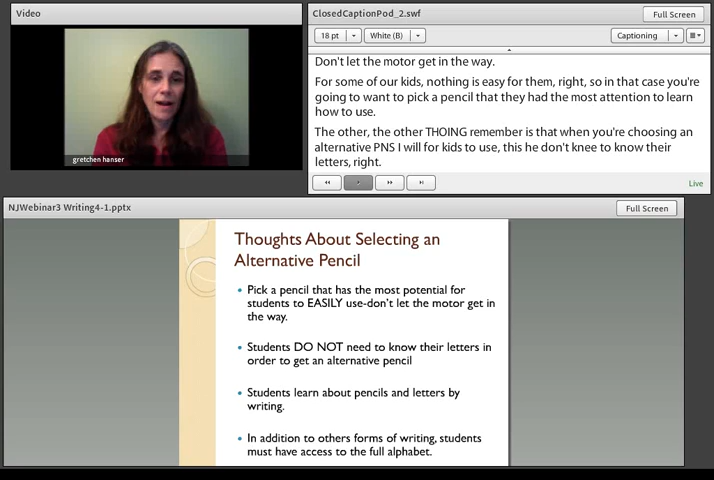 Video
gretchen hanser
ClosedCaptionPod_2.swf
Full Screen
18 pt
White (B)
Captioning
Don't let the motor get in the way.
For some of our kids, nothing is easy for them, right, so in that case you're
going to want to pick a pencil that they had the most attention to learn
how to use.
The other, the other THOING remember is that when you're choosing an
alternative PNS I will for kids to use, this he don't knee to know their
letters, right.
Live
NJWebinar3 Writing4-1.pptx
Full Screen
Thoughts About Selecting an
Alternative Pencil
Pick a pencil that has the most potential for
students to EASILY use-don't let the motor get in
the way.
Students DO NOT need to know their letters in
order to get an alternative pencil
Students learn about pencils and letters by
writing.
In addition to others forms of writing, students
must have access to the full alphabet.